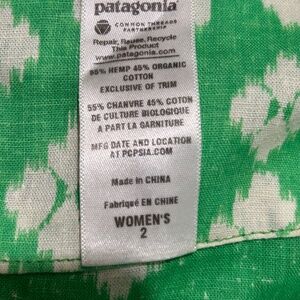 patagonia
COMMON THREADS
PARTNERSHIP
Repair, Reuse, Recycle
This Product
www.patagonia.com
55% HEMP 45% ORGANIC
COTTON
EXCLUSIVE OF TRIM
55% CHANVRE 45% COTON
DE CULTURE BIOLOGIQUE
A PART LA GARNITURE
MFG DATE AND LOCATION
AT PCPSIA.COM
Made in CHINA
Fabriqué EN CHINE
WOMEN'S
2